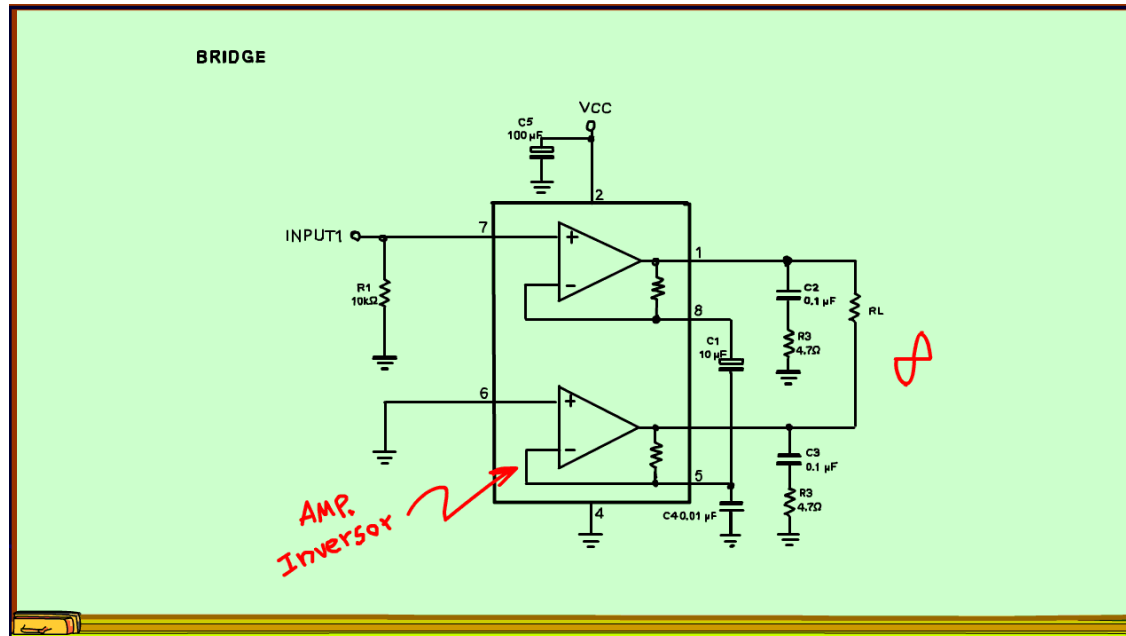 BRIDGE
VCC
C5
100 µF
2
INPUT1
7
+
1
R1
10kΩ
−
C2
0.1 µF
RL
8
R3
4.7Ω
C1
10 µF
6
+
−
C3
0.1 µF
5
R3
4.7Ω
C4 0.01 µF
4
AMP.
Inversor